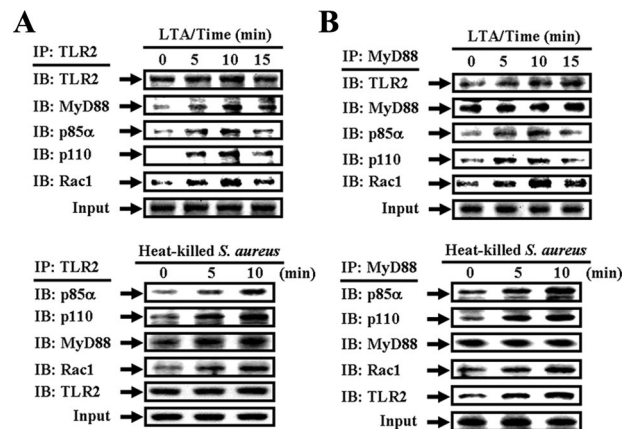 A
LTA/Time (min)
IP: TLR2
0 5 10 15
IB: TLR2
IB: MyD88
IB: p85α
IB: p110
IB: Rac1
Input
Heat-killed S. aureus
IP: TLR2
0 5 10 (min)
IB: p85α
IB: p110
IB: MyD88
IB: Rac1
IB: TLR2
Input
B
LTA/Time (min)
IP: MyD88
0 5 10 15
IB: TLR2
IB: MyD88
IB: p85α
IB: p110
IB: Rac1
Input
Heat-killed S. aureus
IP: MyD88
0 5 10 (min)
IB: p85α
IB: p110
IB: MyD88
IB: Rac1
IB: TLR2
Input